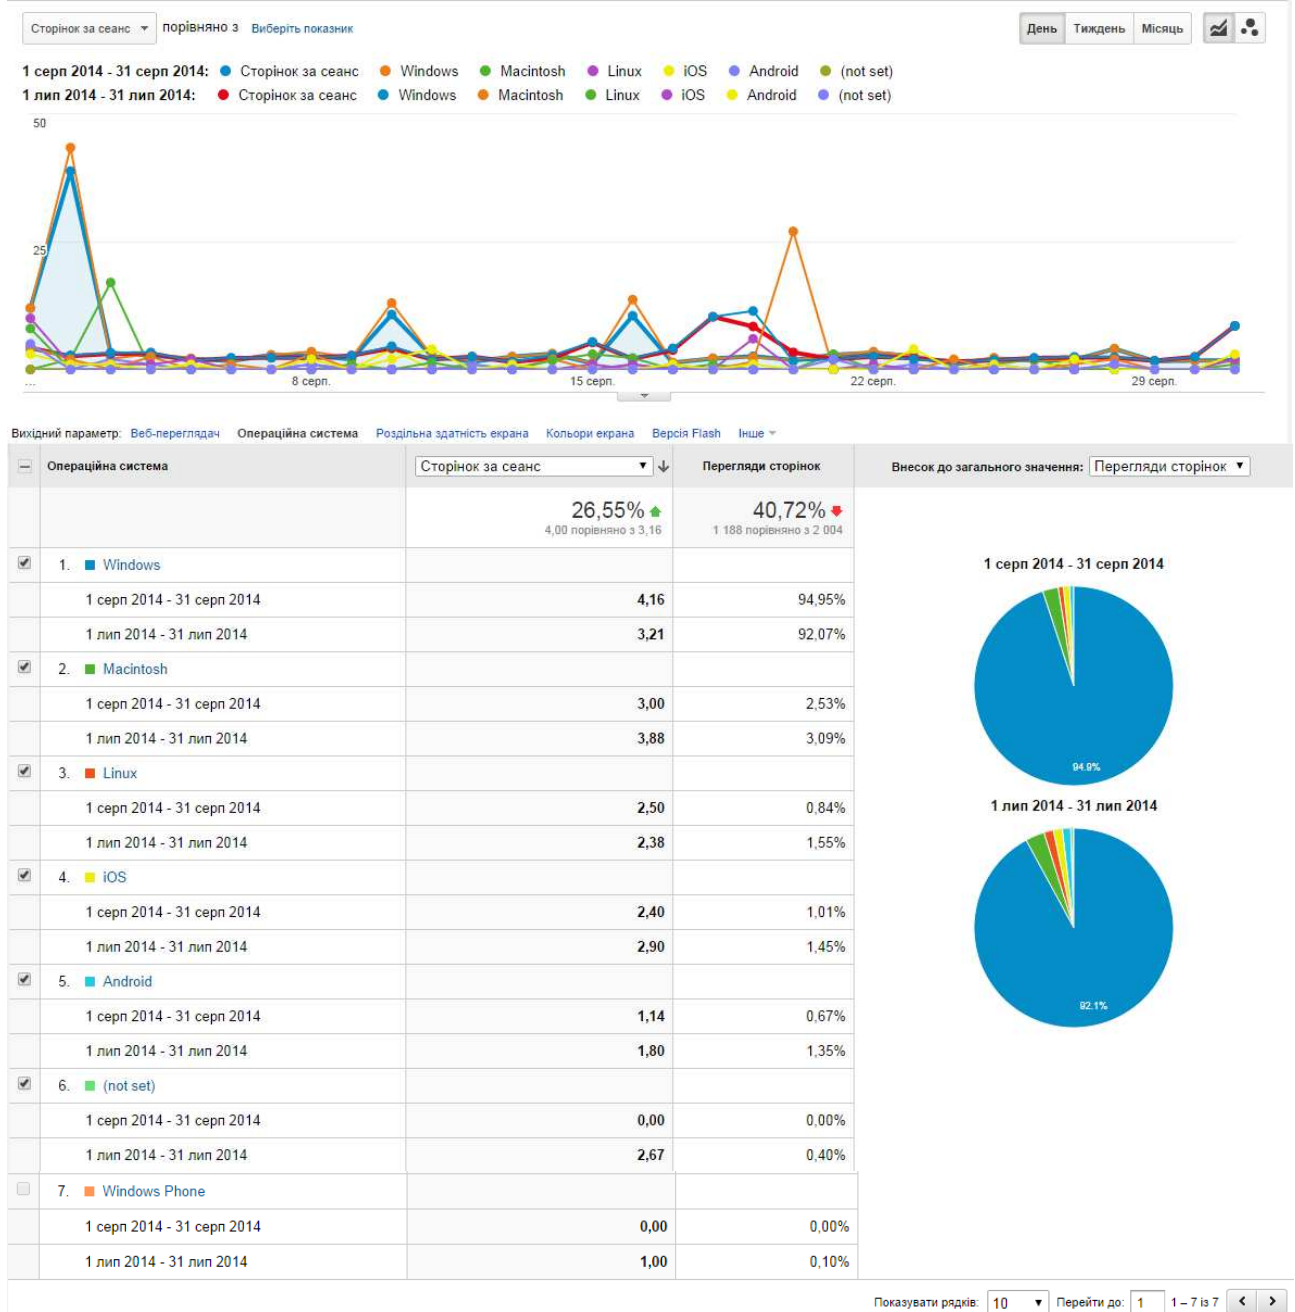 Сторінок за сеанс порівняно з Виберіть показник День Тиждень Місяць
1 серп 2014 - 31 серп 2014: Сторінок за сеанс Windows Macintosh Linux iOS Android (not set)
1 лип 2014 - 31 лип 2014: Сторінок за сеанс Windows Macintosh Linux iOS Android (not set)
50
25
... 8 серп. 15 серп. 22 серп. 29 серп.
Вихідний параметр: Веб-переглядач Операційна система Роздільна здатність екрана Кольори екрана Версія Flash Інше
Операційна система Сторінок за сеанс Перегляди сторінок Внесок до загального значення: Перегляди сторінок
26,55% 40,72%
4,00 порівняно з 3,16 1 188 порівняно з 2 004
1. Windows 1 серп 2014 - 31 серп 2014
1 серп 2014 - 31 серп 2014 4,16 94,95%
1 лип 2014 - 31 лип 2014 3,21 92,07%
2. Macintosh
1 серп 2014 - 31 серп 2014 3,00 2,53%
1 лип 2014 - 31 лип 2014 3,88 3,09%
94.9%
3. Linux
1 серп 2014 - 31 серп 2014 2,50 0,84% 1 лип 2014 - 31 лип 2014
1 лип 2014 - 31 лип 2014 2,38 1,55%
4. iOS
1 серп 2014 - 31 серп 2014 2,40 1,01%
1 лип 2014 - 31 лип 2014 2,90 1,45%
5. Android
92.1%
1 серп 2014 - 31 серп 2014 1,14 0,67%
1 лип 2014 - 31 лип 2014 1,80 1,35%
6. (not set)
1 серп 2014 - 31 серп 2014 0,00 0,00%
1 лип 2014 - 31 лип 2014 2,67 0,40%
7. Windows Phone
1 серп 2014 - 31 серп 2014 0,00 0,00%
1 лип 2014 - 31 лип 2014 1,00 0,10%
Показувати рядків: 10 Перейти до: 1 1 – 7 із 7